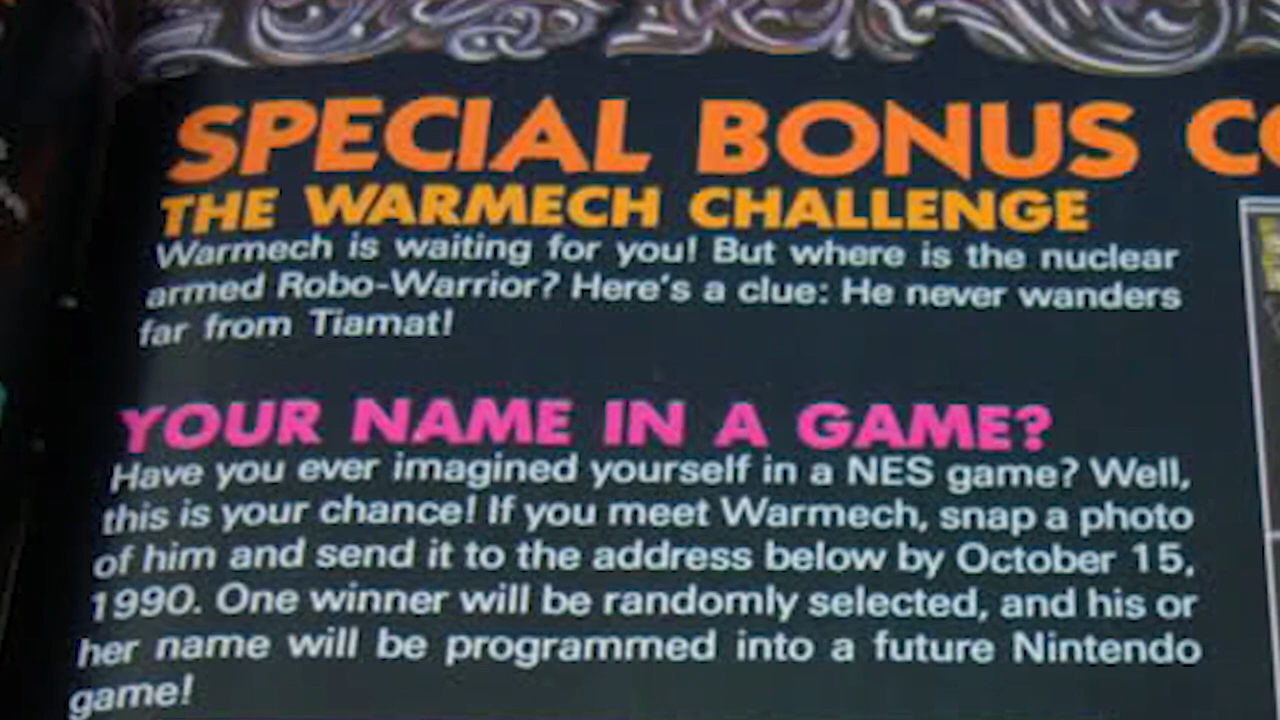 SPECIAL BONUS
THE WARMECH CHALLENGE
Warmech is waiting for you! But where is the nuclear
armed Robo-Warrior? Here's a clue: He never wanders
far from Tiamat!
YOUR NAME IN A GAME?
Have you ever imagined yourself in a NES game? Well,
this is your chance! If you meet Warmech, snap a photo
of him and send it to the address below by October 15,
1990. One winner will be randomly selected, and his or
her name will be programmed into a future Nintendo
game!